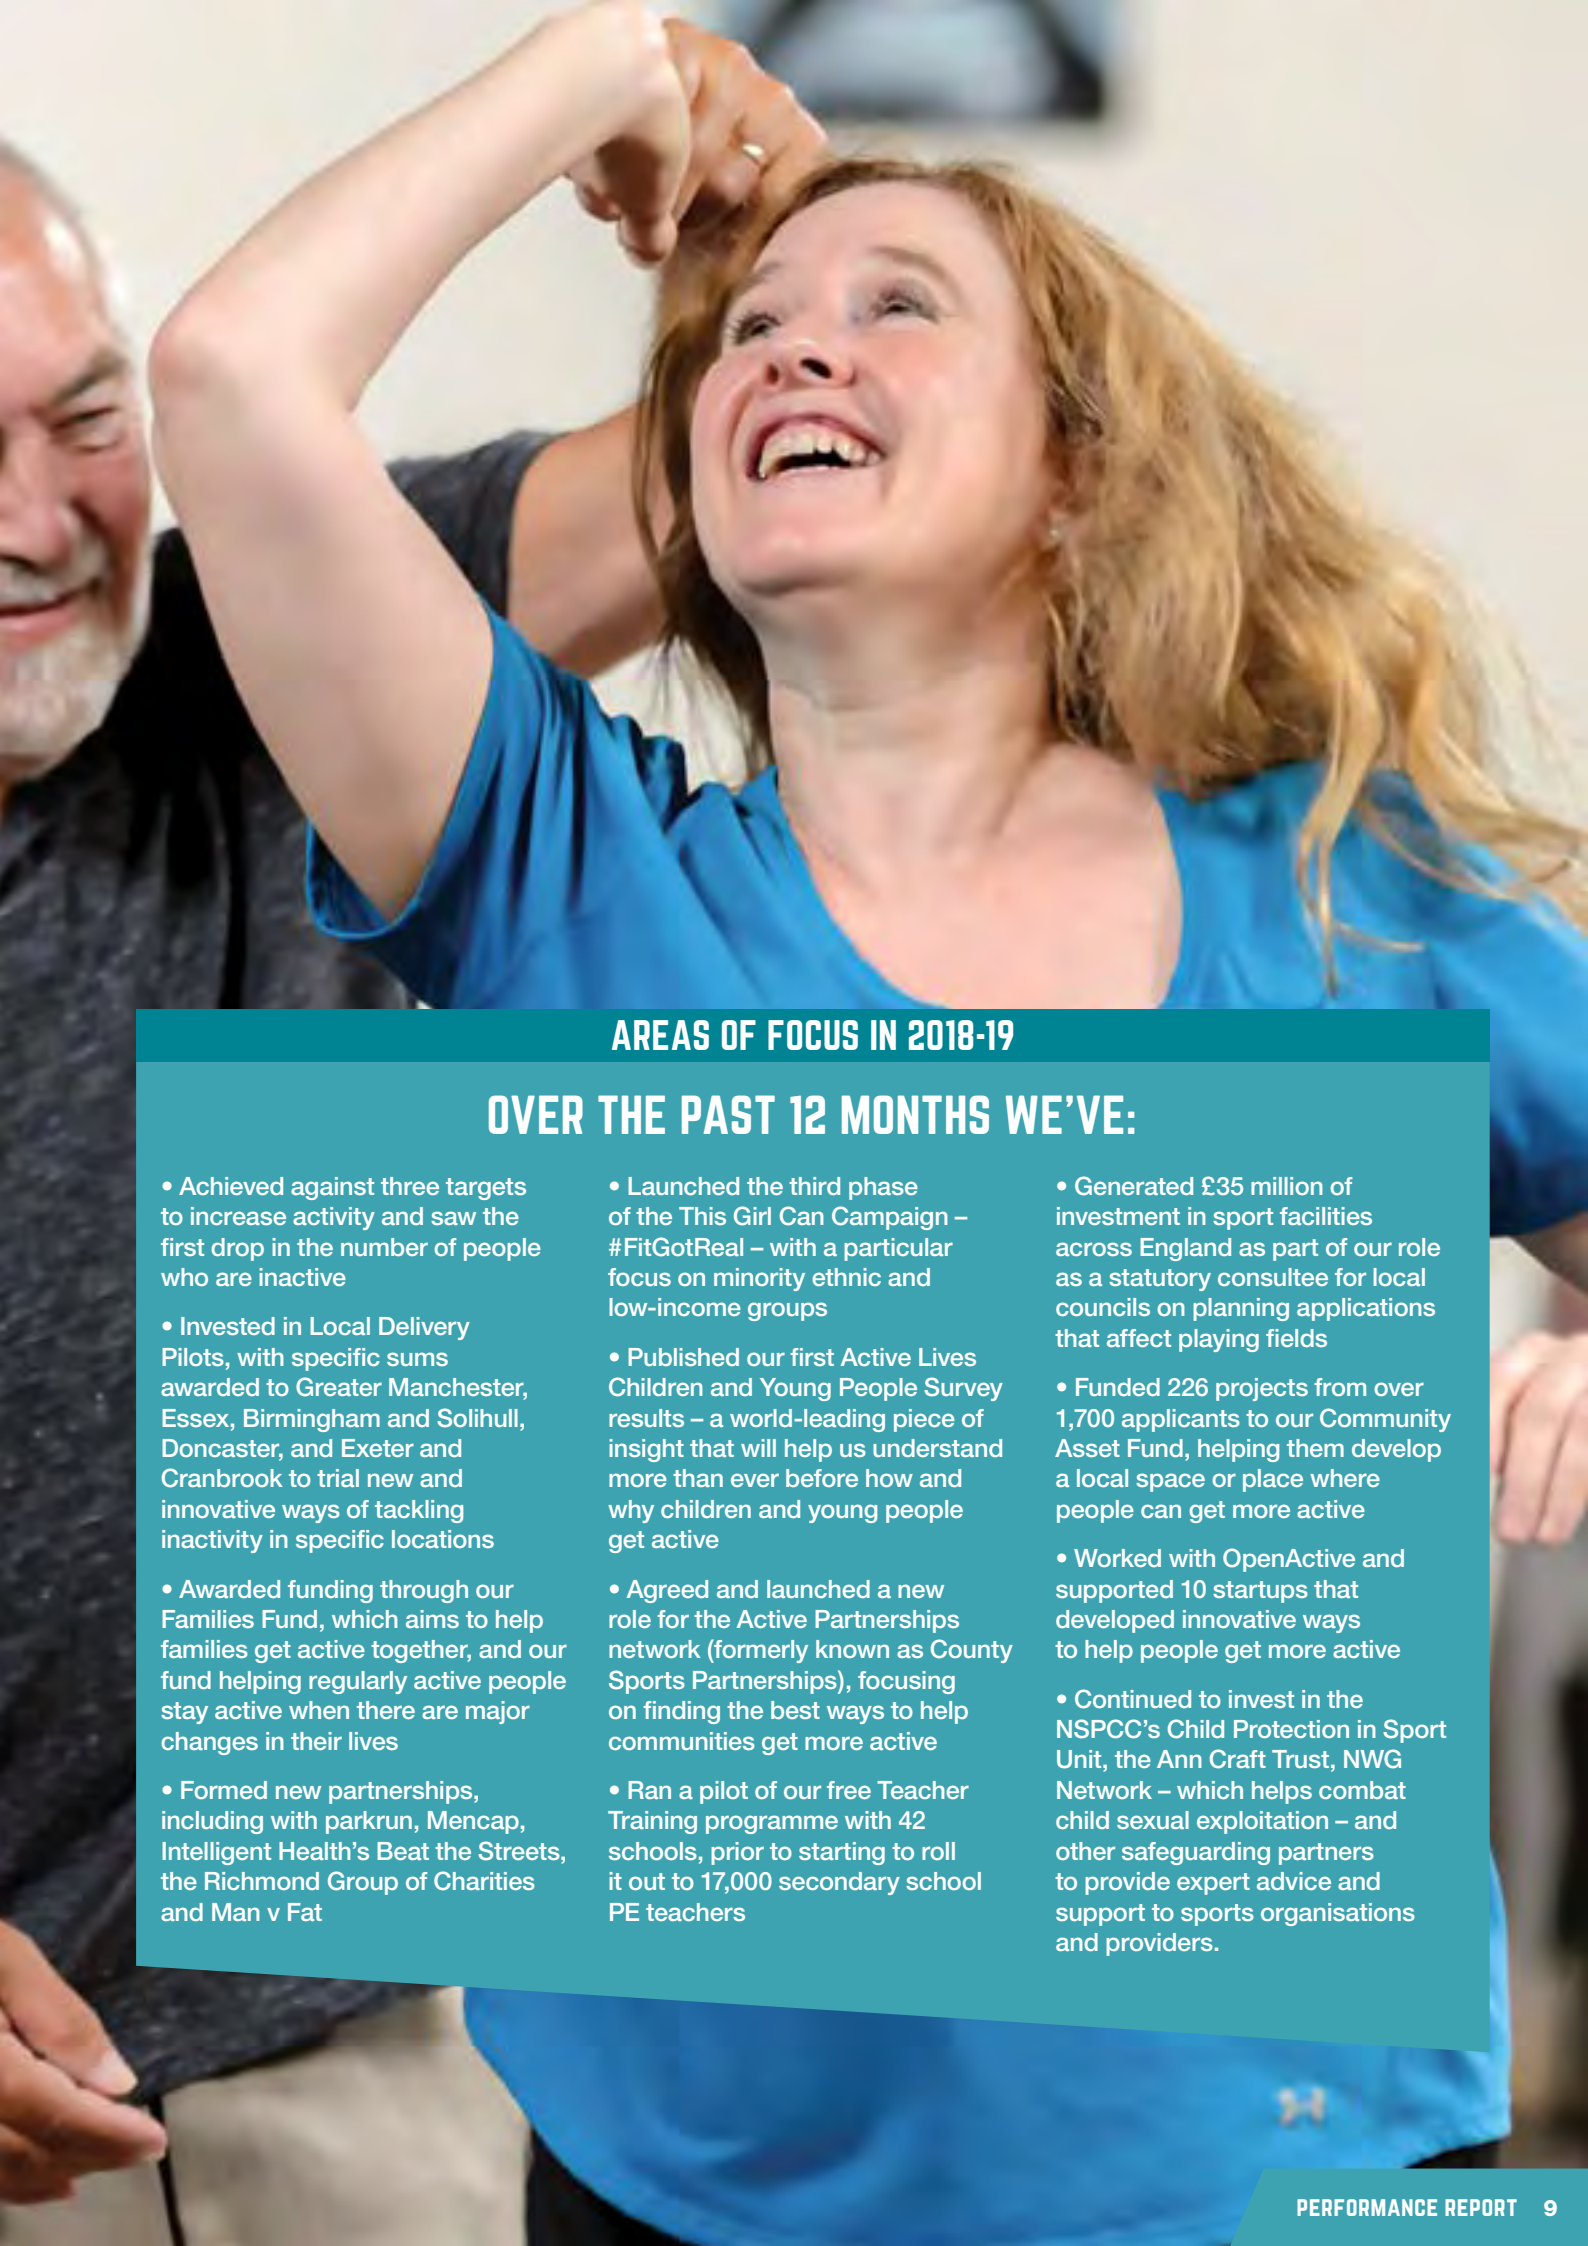 AREAS OF FOCUS IN 2018-19
OVER THE PAST 12 MONTHS WE'VE:
• Achieved against three targets
to increase activity and saw the
first drop in the number of people
who are inactive
• Invested in Local Delivery
Pilots, with specific sums
awarded to Greater Manchester,
Essex, Birmingham and Solihull,
Doncaster, and Exeter and
Cranbrook to trial new and
innovative ways of tackling
inactivity in specific locations
• Awarded funding through our
Families Fund, which aims to help
families get active together, and our
fund helping regularly active people
stay active when there are major
changes in their lives
• Formed new partnerships,
including with parkrun, Mencap,
Intelligent Health's Beat the Streets,
the Richmond Group of Charities
and Man v Fat
• Launched the third phase
of the This Girl Can Campaign –
#FitGotReal – with a particular
focus on minority ethnic and
low-income groups
• Published our first Active Lives
Children and Young People Survey
results – a world-leading piece of
insight that will help us understand
more than ever before how and
why children and young people
get active
• Agreed and launched a new
role for the Active Partnerships
network (formerly known as County
Sports Partnerships), focusing
on finding the best ways to help
communities get more active
• Ran a pilot of our free Teacher
Training programme with 42
schools, prior to starting to roll
it out to 17,000 secondary school
PE teachers
• Generated £35 million of
investment in sport facilities
across England as part of our role
as a statutory consultee for local
councils on planning applications
that affect playing fields
• Funded 226 projects from over
1,700 applicants to our Community
Asset Fund, helping them develop
a local space or place where
people can get more active
• Worked with OpenActive and
supported 10 startups that
developed innovative ways
to help people get more active
• Continued to invest in the
NSPCC's Child Protection in Sport
Unit, the Ann Craft Trust, NWG
Network – which helps combat
child sexual exploitation – and
other safeguarding partners
to provide expert advice and
support to sports organisations
and providers.
PERFORMANCE REPORT 9